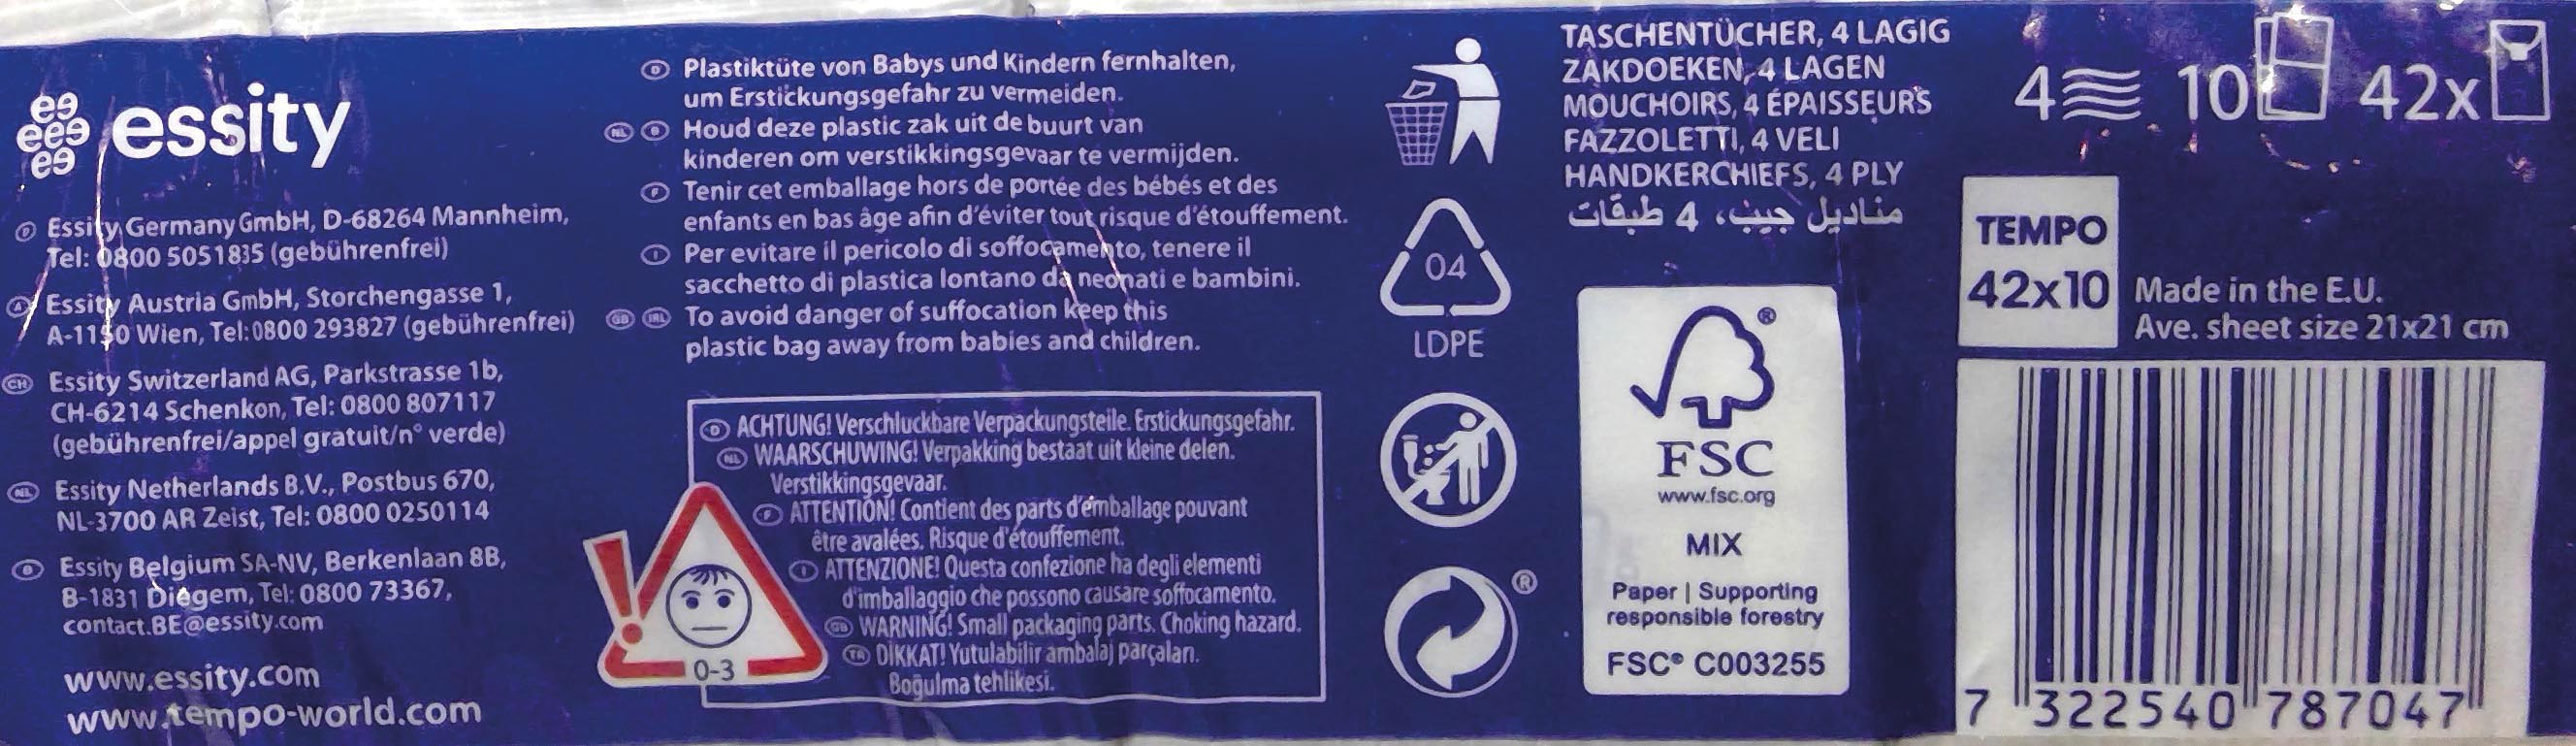 essity
D Essity Germany GmbH, D-68264 Mannheim,
Tel: 0800 5051835 (gebührenfrei)
A Essity Austria GmbH, Storchengasse 1,
A-1150 Wien, Tel: 0800 293827 (gebührenfrei)
CH Essity Switzerland AG, Parkstrasse 1b,
CH-6214 Schenkon, Tel: 0800 807117
(gebührenfrei/appel gratuit/n° verde)
NL Essity Netherlands B.V., Postbus 670,
NL-3700 AR Zeist, Tel: 0800 0250114
B Essity Belgium SA-NV, Berkenlaan 8B,
B-1831 Diegem, Tel: 0800 73367,
contact.BE@essity.com
www.essity.com
www.tempo-world.com
D Plastiktüte von Babys und Kindern fernhalten,
um Erstickungsgefahr zu vermeiden.
NL B Houd deze plastic zak uit de buurt van
kinderen om verstikkingsgevaar te vermijden.
F Tenir cet emballage hors de portée des bébés et des
enfants en bas âge afin d'éviter tout risque d'étouffement.
I Per evitare il pericolo di soffocamento, tenere il
sacchetto di plastica lontano da neonati e bambini.
GB IRL To avoid danger of suffocation keep this
plastic bag away from babies and children.
D ACHTUNG! Verschluckbare Verpackungsteile. Erstickungsgefahr.
NL WAARSCHUWING! Verpakking bestaat uit kleine delen.
Verstikkingsgevaar.
F ATTENTION! Contient des parts d'émballage pouvant
être avalées. Risque d'étouffement.
I ATTENZIONE! Questa confezione ha degli elementi
d'imballaggio che possono causare soffocamento.
GB WARNING! Small packaging parts. Choking hazard.
TR DİKKAT! Yutulabilir ambalaj parçaları.
Boğulma tehlikesi.
0-3
04
LDPE
®
TASCHENTÜCHER, 4 LAGIG
ZAKDOEKEN, 4 LAGEN
MOUCHOIRS, 4 ÉPAISSEURS
FAZZOLETTI, 4 VELI
HANDKERCHIEFS, 4 PLY
مناديل جيب، 4 طبقات
®
FSC
www.fsc.org
MIX
Paper | Supporting
responsible forestry
FSC® C003255
4 10 42x
TEMPO
42x10
Made in the E.U.
Ave. sheet size 21x21 cm
7 322540 787047